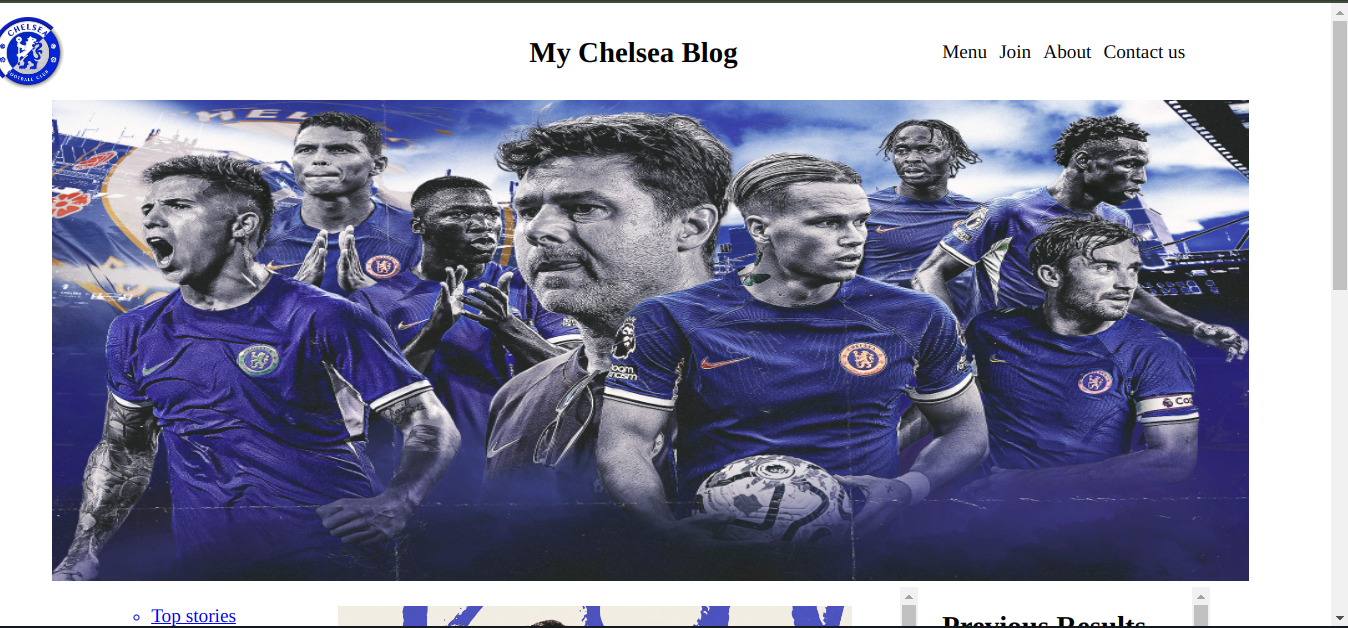 CHELSEA
FOOTBALL CLUB
My Chelsea Blog
Menu Join About Contact us
Top stories
Previous Results